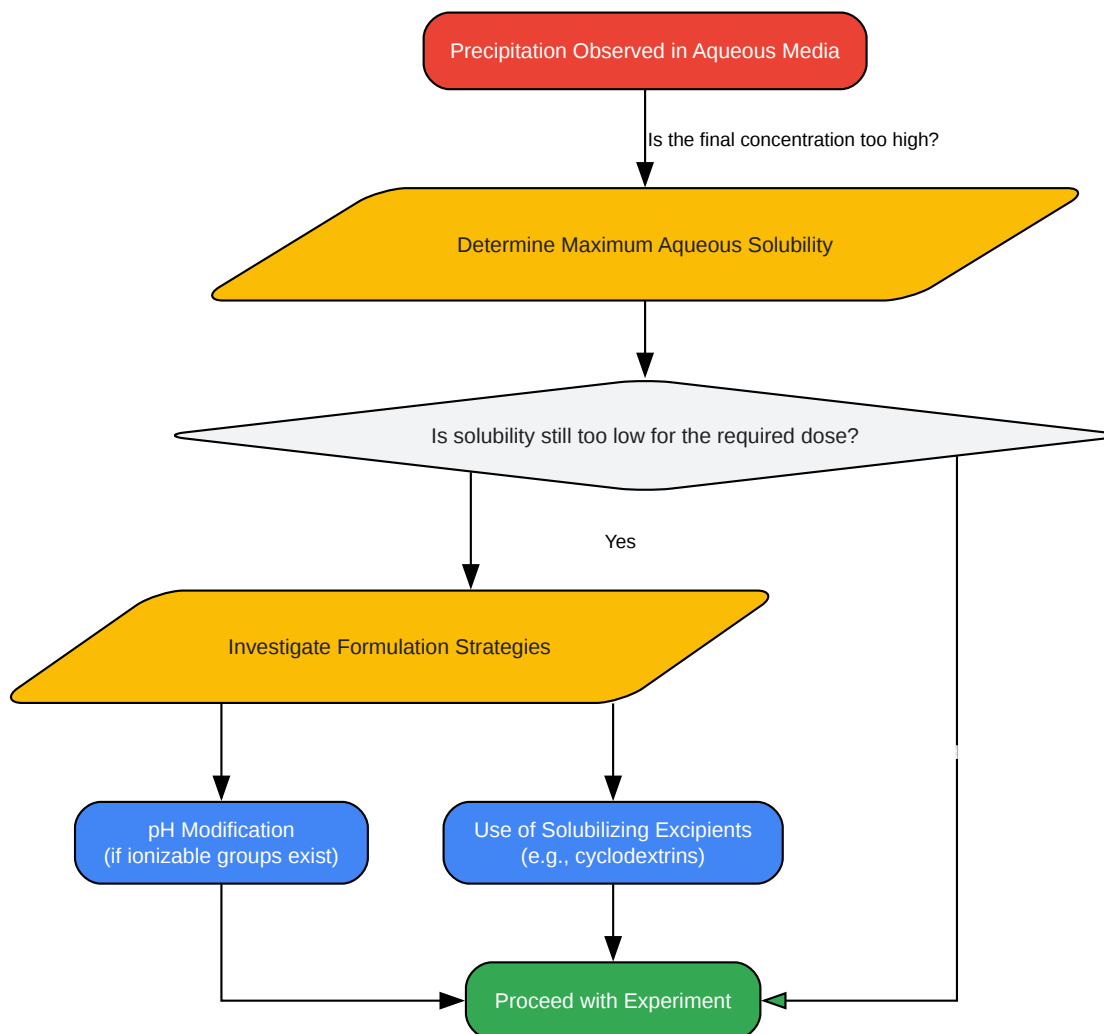 Precipitation Observed in Aqueous Media
Is the final concentration too high?
Determine Maximum Aqueous Solubility
Is solubility still too low for the required dose?
Yes
Investigate Formulation Strategies
pH Modification
(if ionizable groups exist)
Use of Solubilizing Excipients
(e.g., cyclodextrins)
Proceed with Experiment